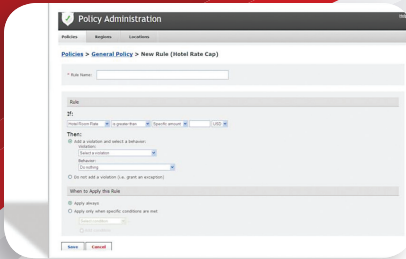 Policy Administration
Policies Regions Locations
Policies > General Policy > New Rule (Hotel Rate Cap)
* Rule Name:
Rule
If:
Hotel Room Rate is greater than Specific amount USD
Then:
Add a violation and select a behavior:
Violation:
Select a violation
Behavior:
Do nothing
Do not add a violation (i.e. grant an exception)
When to Apply the Rule
Apply always
Apply only when specific conditions are met
Save Cancel